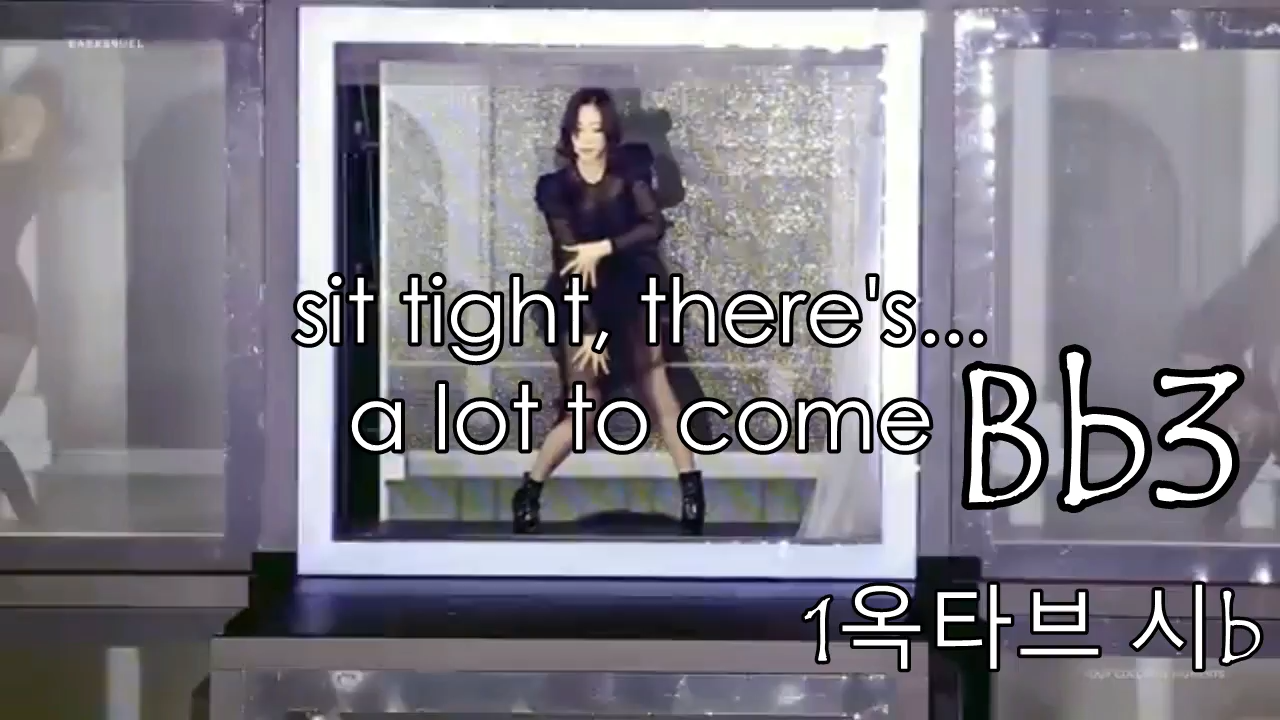 sit tight, there's...
a lot to come
Bb3
1옥타브 시b